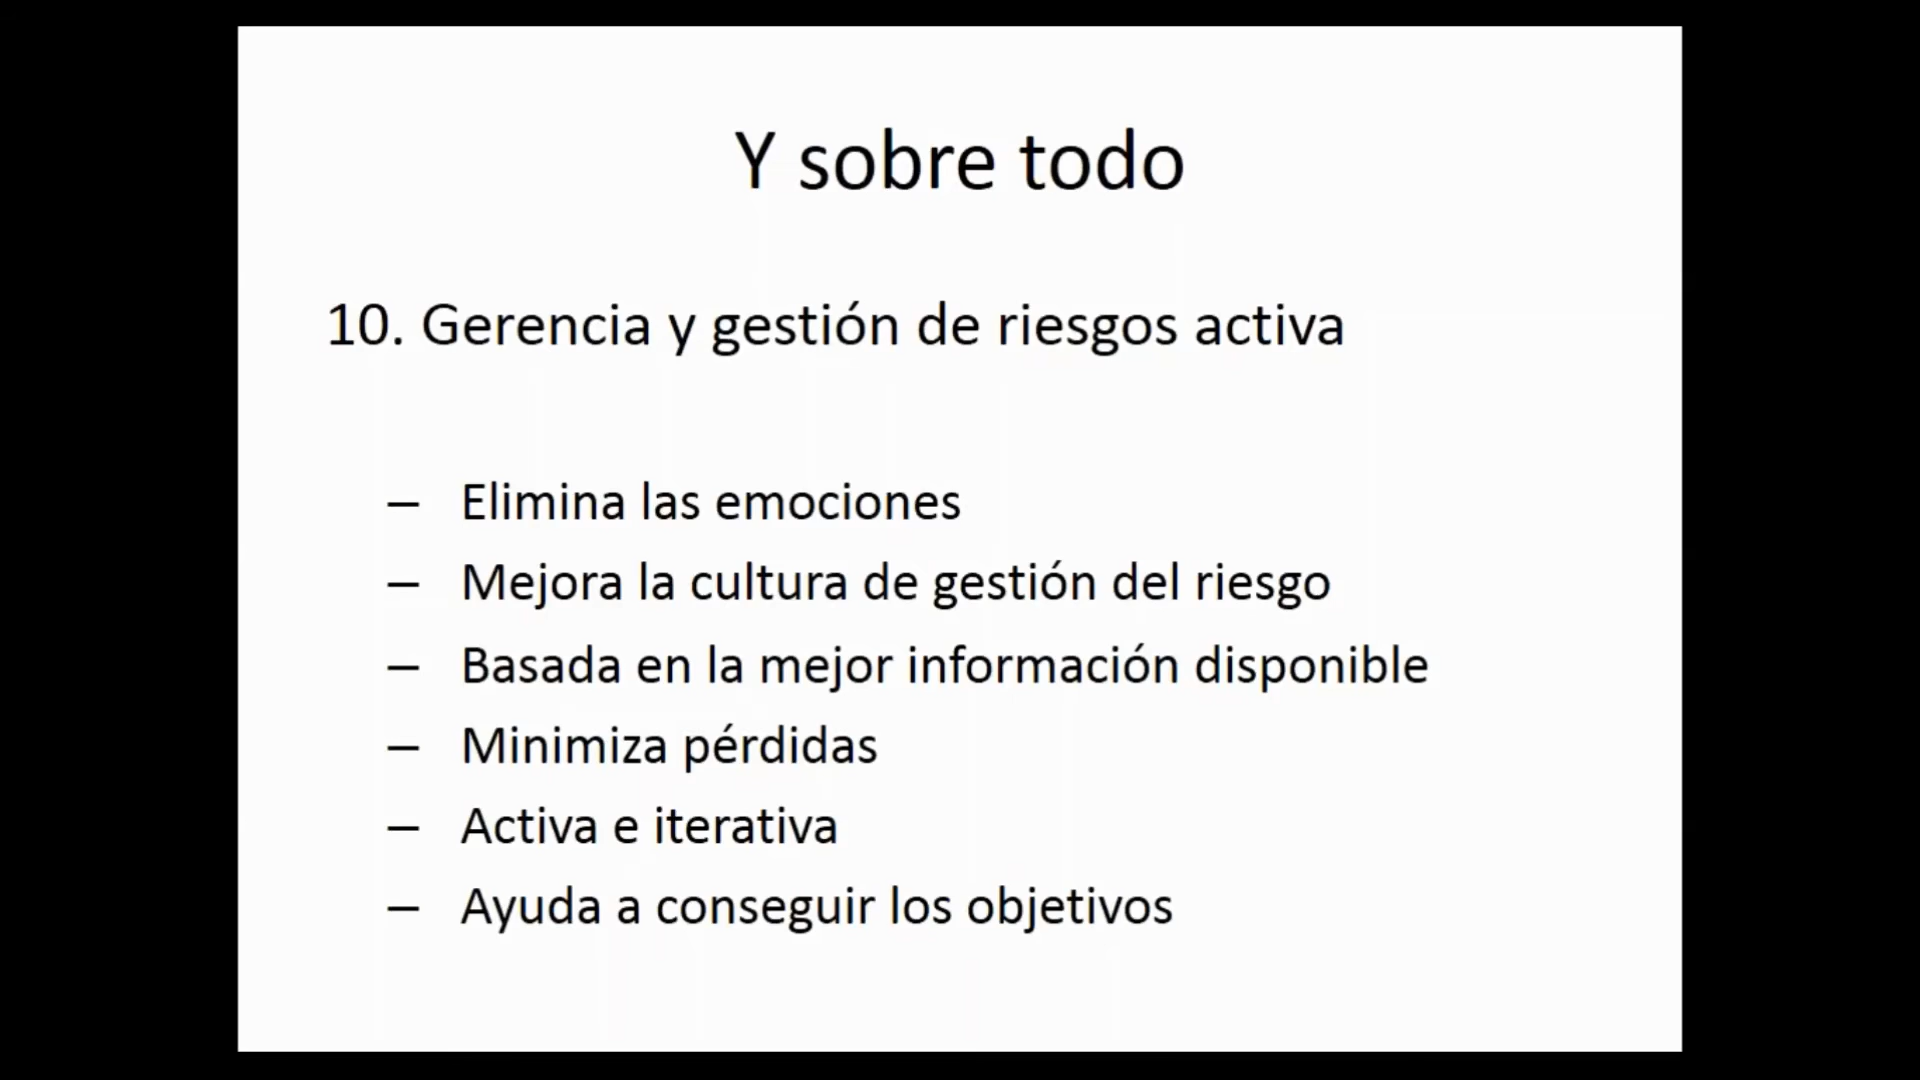 Y sobre todo
10. Gerencia y gestión de riesgos activa
– Elimina las emociones
– Mejora la cultura de gestión del riesgo
– Basada en la mejor información disponible
– Minimiza pérdidas
– Activa e iterativa
– Ayuda a conseguir los objetivos